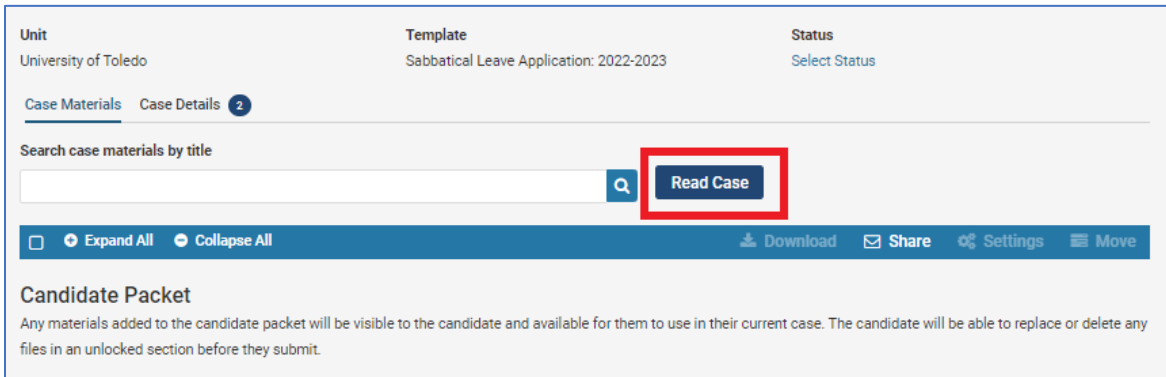 Unit Template Status
University of Toledo Sabbatical Leave Application: 2022-2023 Select Status
Case Materials Case Details 2
Search case materials by title
Read Case
Expand All Collapse All Download Share Settings Move
Candidate Packet
Any materials added to the candidate packet will be visible to the candidate and available for them to use in their current case. The candidate will be able to replace or delete any
files in an unlocked section before they submit.